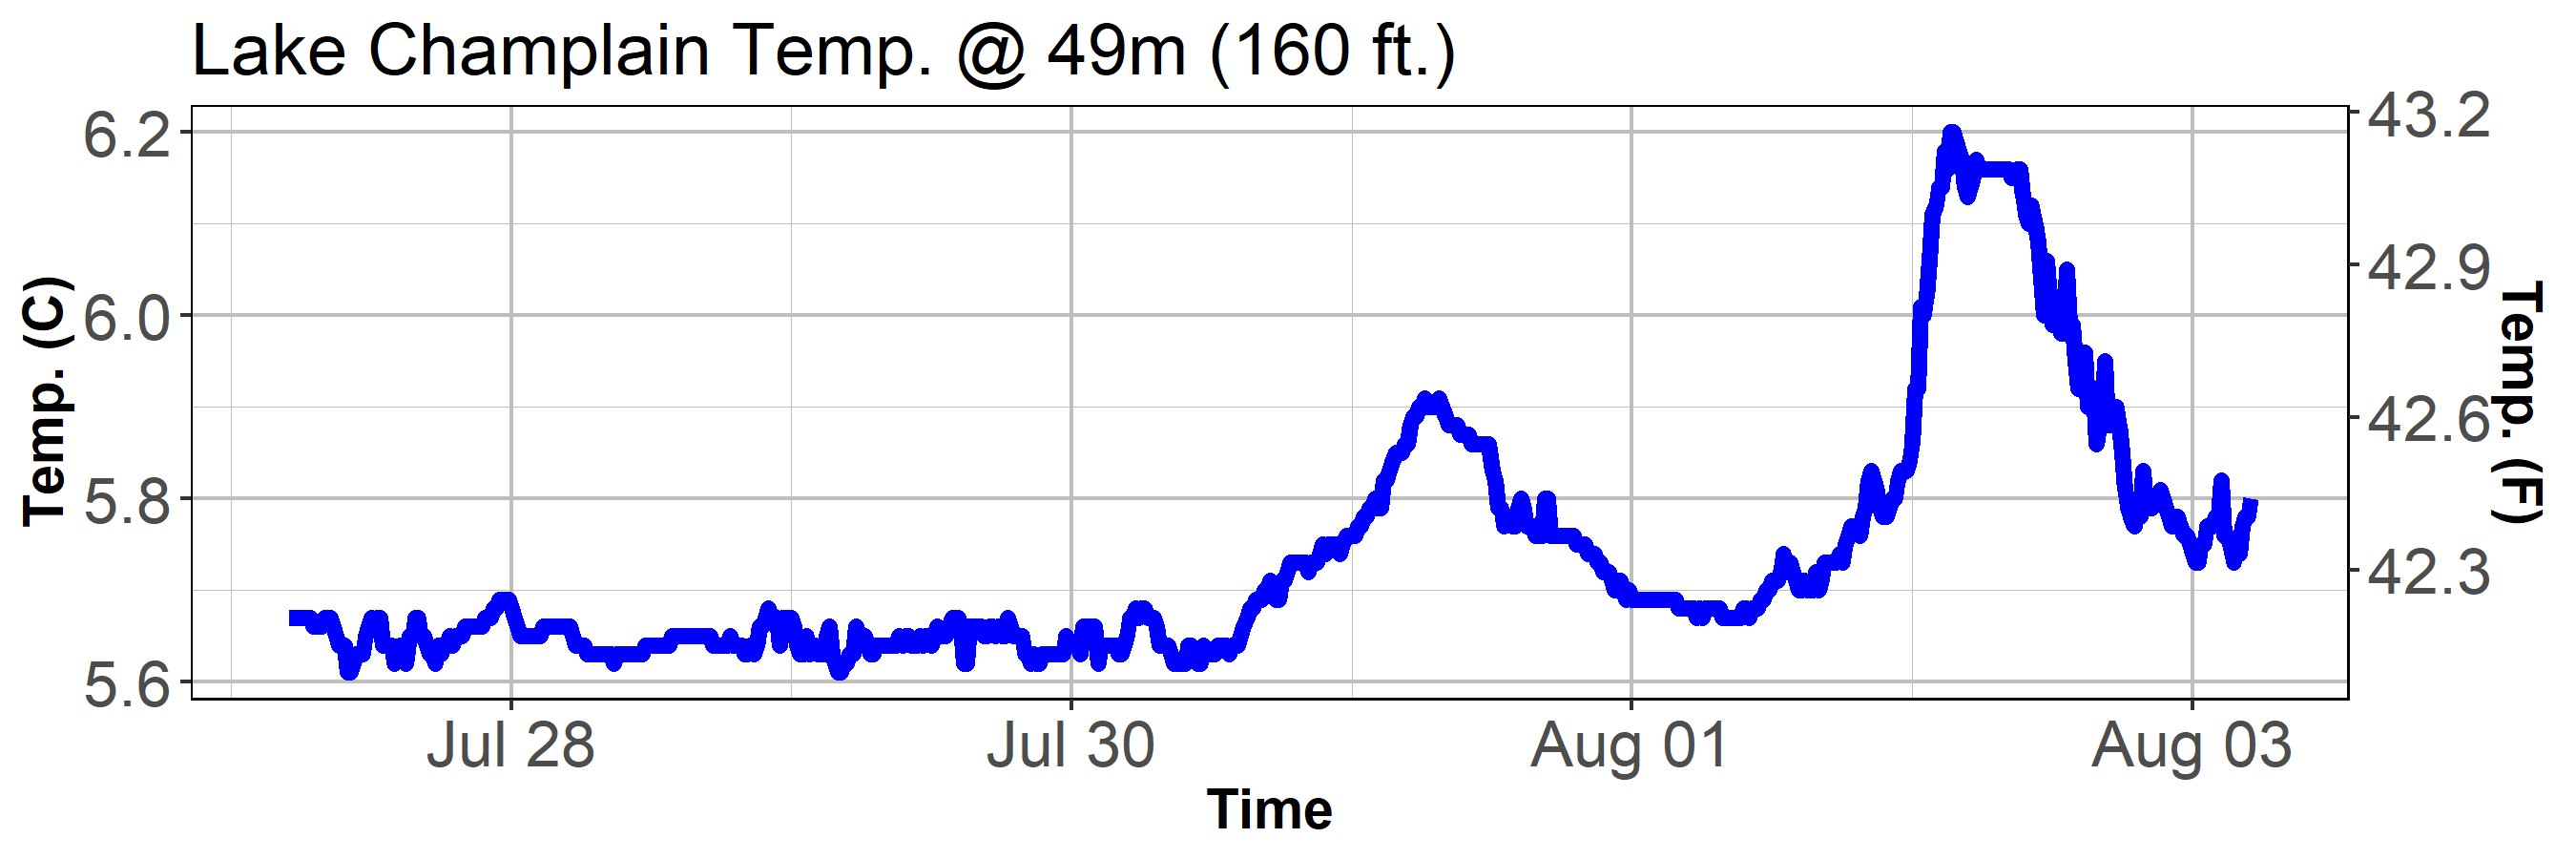 Lake Champlain Temp. @ 49m (160 ft.)
Temp. (C)
6.2
6.0
5.8
5.6
43.2
42.9
42.6
42.3
Temp. (F)
Jul 28
Jul 30
Aug 01
Aug 03
Time